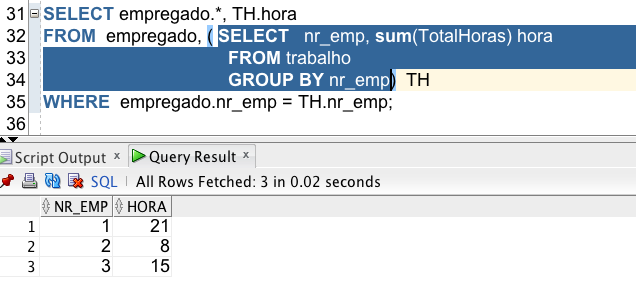 31 SELECT empregado.*, TH.hora
32 FROM empregado, ( SELECT nr_emp, sum(TotalHoras) hora
33 FROM trabalho
34 GROUP BY nr_emp) TH
35 WHERE empregado.nr_emp = TH.nr_emp;
36
Script Output x Query Result x
SQL | All Rows Fetched: 3 in 0.02 seconds
NR_EMP HORA
1 1 21
2 2 8
3 3 15